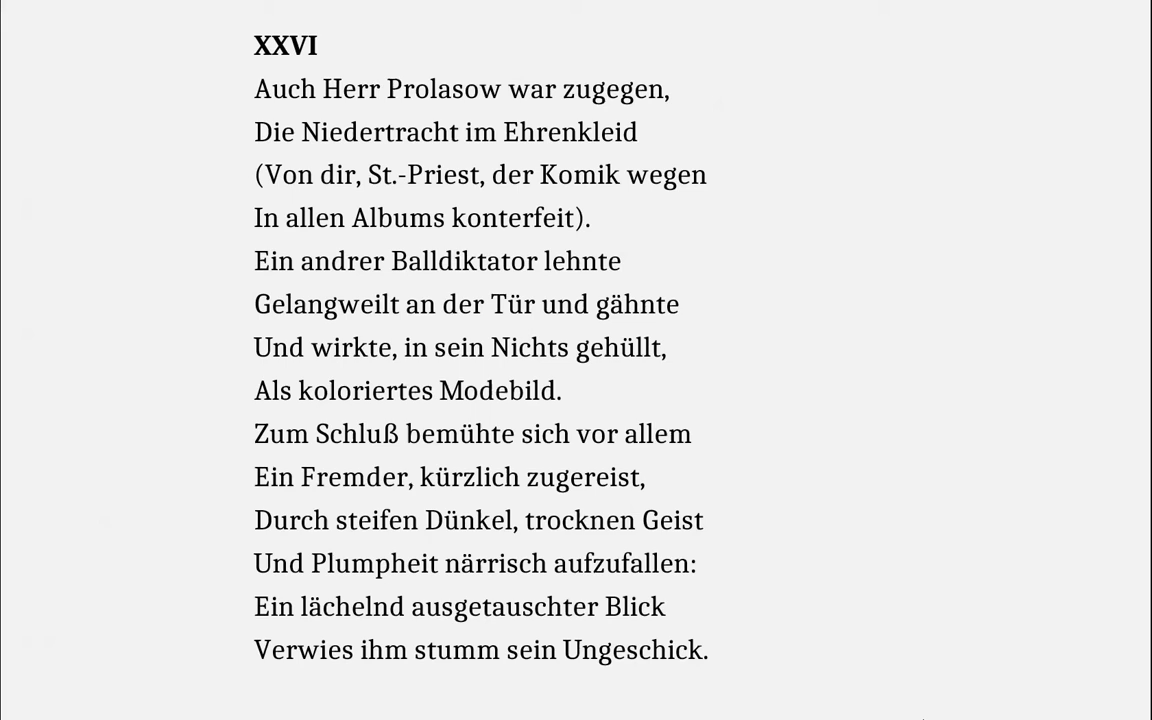 XXVI
Auch Herr Prolasow war zugegen,
Die Niedertracht im Ehrenkleid
(Von dir, St.-Priest, der Komik wegen
In allen Albums konterfeit).
Ein andrer Balldiktator lehnte
Gelangweilt an der Tür und gähnte
Und wirkte, in sein Nichts gehüllt,
Als koloriertes Modebild.
Zum Schluß bemühte sich vor allem
Ein Fremder, kürzlich zugereist,
Durch steifen Dünkel, trocknen Geist
Und Plumpheit närrisch aufzufallen:
Ein lächelnd ausgetauschter Blick
Verwies ihm stumm sein Ungeschick.